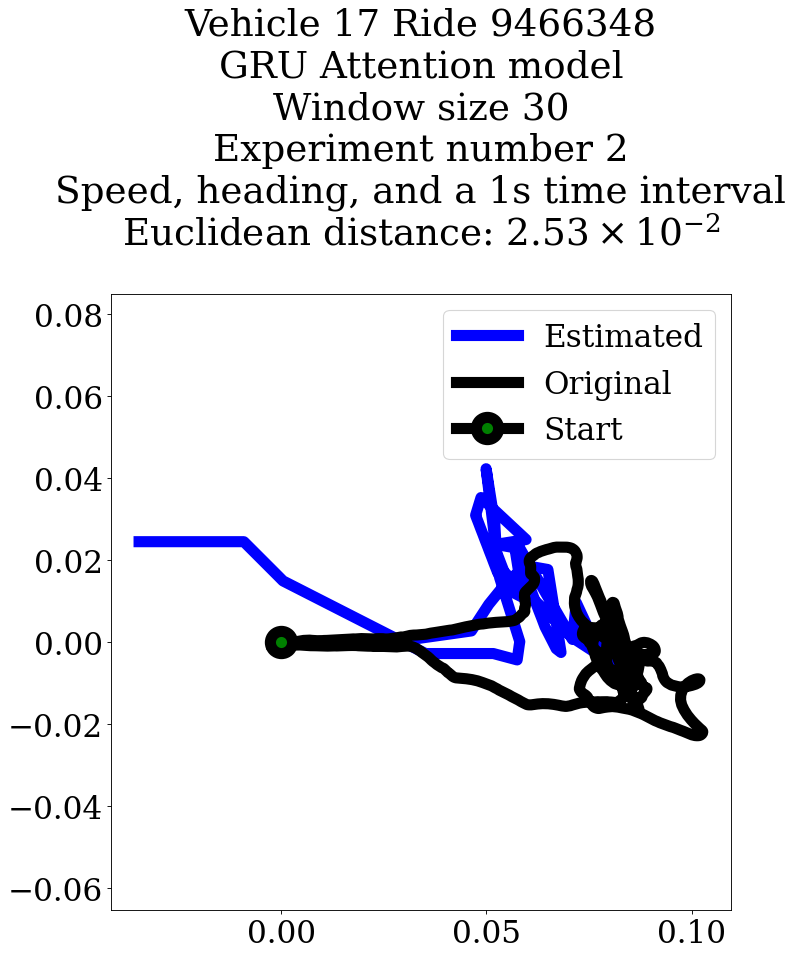 Vehicle 17 Ride 9466348
GRU Attention model
Window size 30
Experiment number 2
Speed, heading, and a 1s time interval
Euclidean distance: 2.53 × 10⁻²
Estimated
Original
Start
0.08
0.06
0.04
0.02
0.00
−0.02
−0.04
−0.06
0.00
0.05
0.10